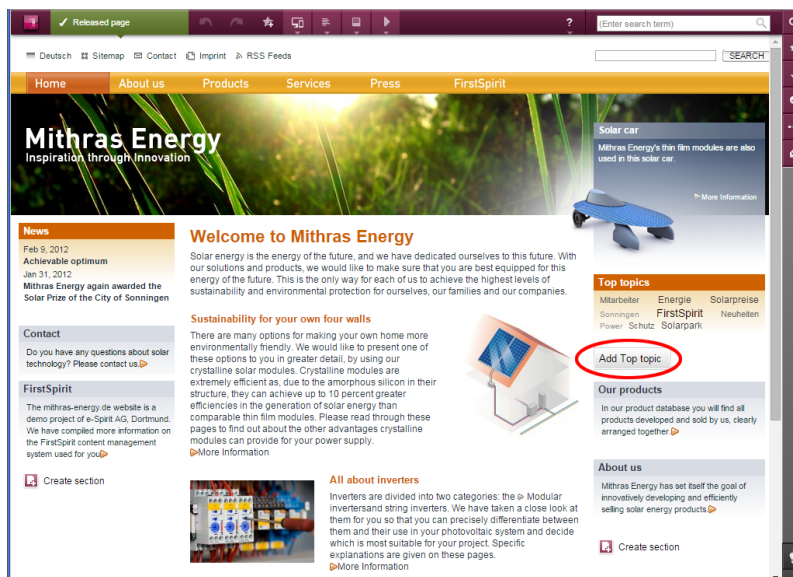 Released page
?
(Enter search term)
Deutsch Sitemap Contact Imprint RSS Feeds
SEARCH
Home About us Products Services Press FirstSpirit
Mithras Energy
Inspiration through Innovation
Solar car
Mithras Energy's thin film modules are also
used in this solar car.
More Information
News
Feb 9, 2012
Achievable optimum
Jan 31, 2012
Mithras Energy again awarded the
Solar Prize of the City of Sonningen
Contact
Do you have any questions about solar
technology? Please contact us.
FirstSpirit
The mithras-energy.de website is a
demo project of e-Spirit AG, Dortmund.
We have compiled more information on
the FirstSpirit content management
system used for you
Create section
Welcome to Mithras Energy
Solar energy is the energy of the future, and we have dedicated ourselves to this future. With
our solutions and products, we would like to make sure that you are best equipped for this
energy of the future. This is the only way for each of us to achieve the highest levels of
sustainability and environmental protection for ourselves, our families and our companies.
Sustainability for your own four walls
There are many options for making your own home more
environmentally friendly. We would like to present one of
these options to you in greater detail, by using our
crystalline solar modules. Crystalline modules are
extremely efficient as, due to the amorphous silicon in their
structure, they can achieve up to 10 percent greater
efficiencies in the generation of solar energy than
comparable thin film modules. Please read through these
pages to find out about the other advantages crystalline
modules can provide for your power supply.
More Information
All about inverters
Inverters are divided into two categories: the Modular
invertersand string inverters. We have taken a close look at
them for you so that you can precisely differentiate between
them and their use in your photovoltaic system and decide
which is most suitable for your project. Specific
explanations are given on these pages.
More Information
Top topics
Mitarbeiter Energie Solarpreise
Sonningen FirstSpirit Neuheiten
Power Schutz Solarpark
Add Top topic
Our products
In our product database you will find all
products developed and sold by us, clearly
arranged together.
About us
Mithras Energy has set itself the goal of
innovatively developing and efficiently
selling solar energy products.
Create section